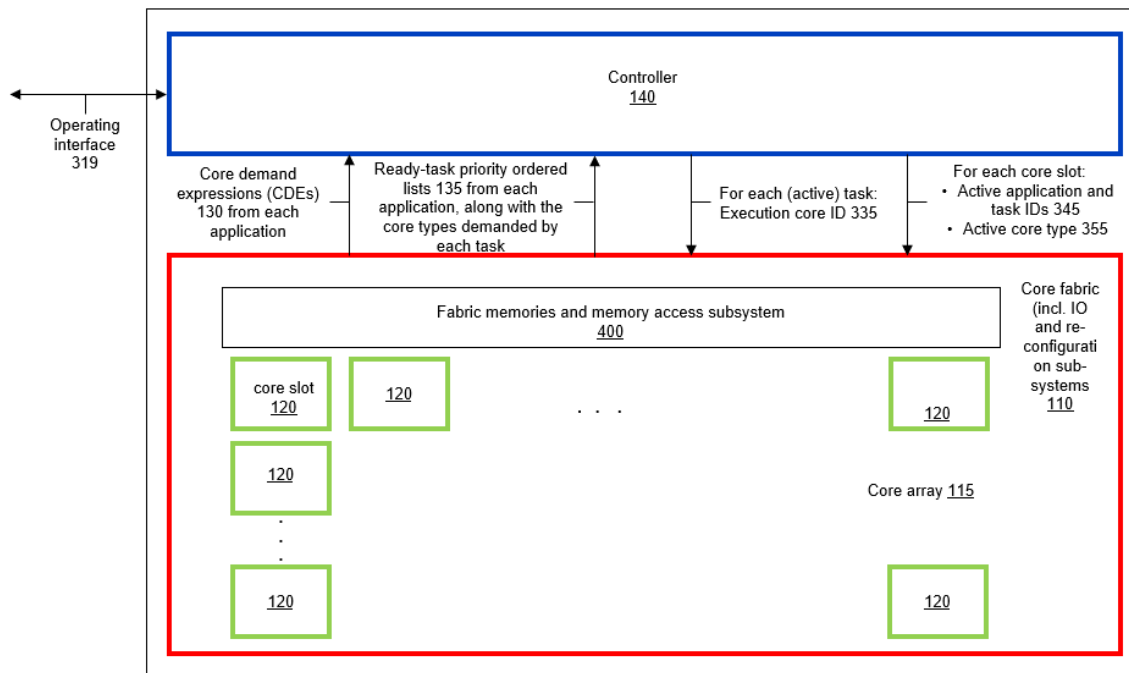 Controller
140
Operating
interface
319
Core demand
expressions (CDEs)
130 from each
application
Ready-task priority ordered
lists 135 from each
application, along with the
core types demanded by
each task
For each (active) task:
Execution core ID 335
For each core slot:
• Active application and
task IDs 345
• Active core type 355
Fabric memories and memory access subsystem
400
Core fabric
(incl. IO
and re-
configurati
on sub-
systems
110
core slot
120
120
. . .
120
120
Core array 115
.
.
.
120
120